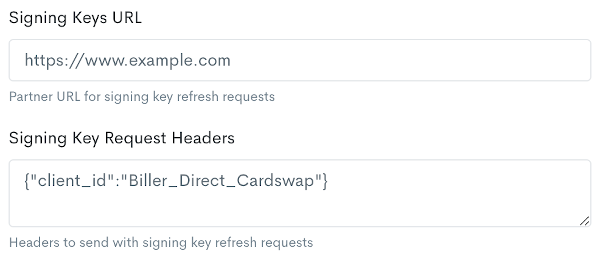 Signing Keys URL
https://www.example.com
Partner URL for signing key refresh requests
Signing Key Request Headers
{"client_id":"Biller_Direct_Cardswap"}
Headers to send with signing key refresh requests